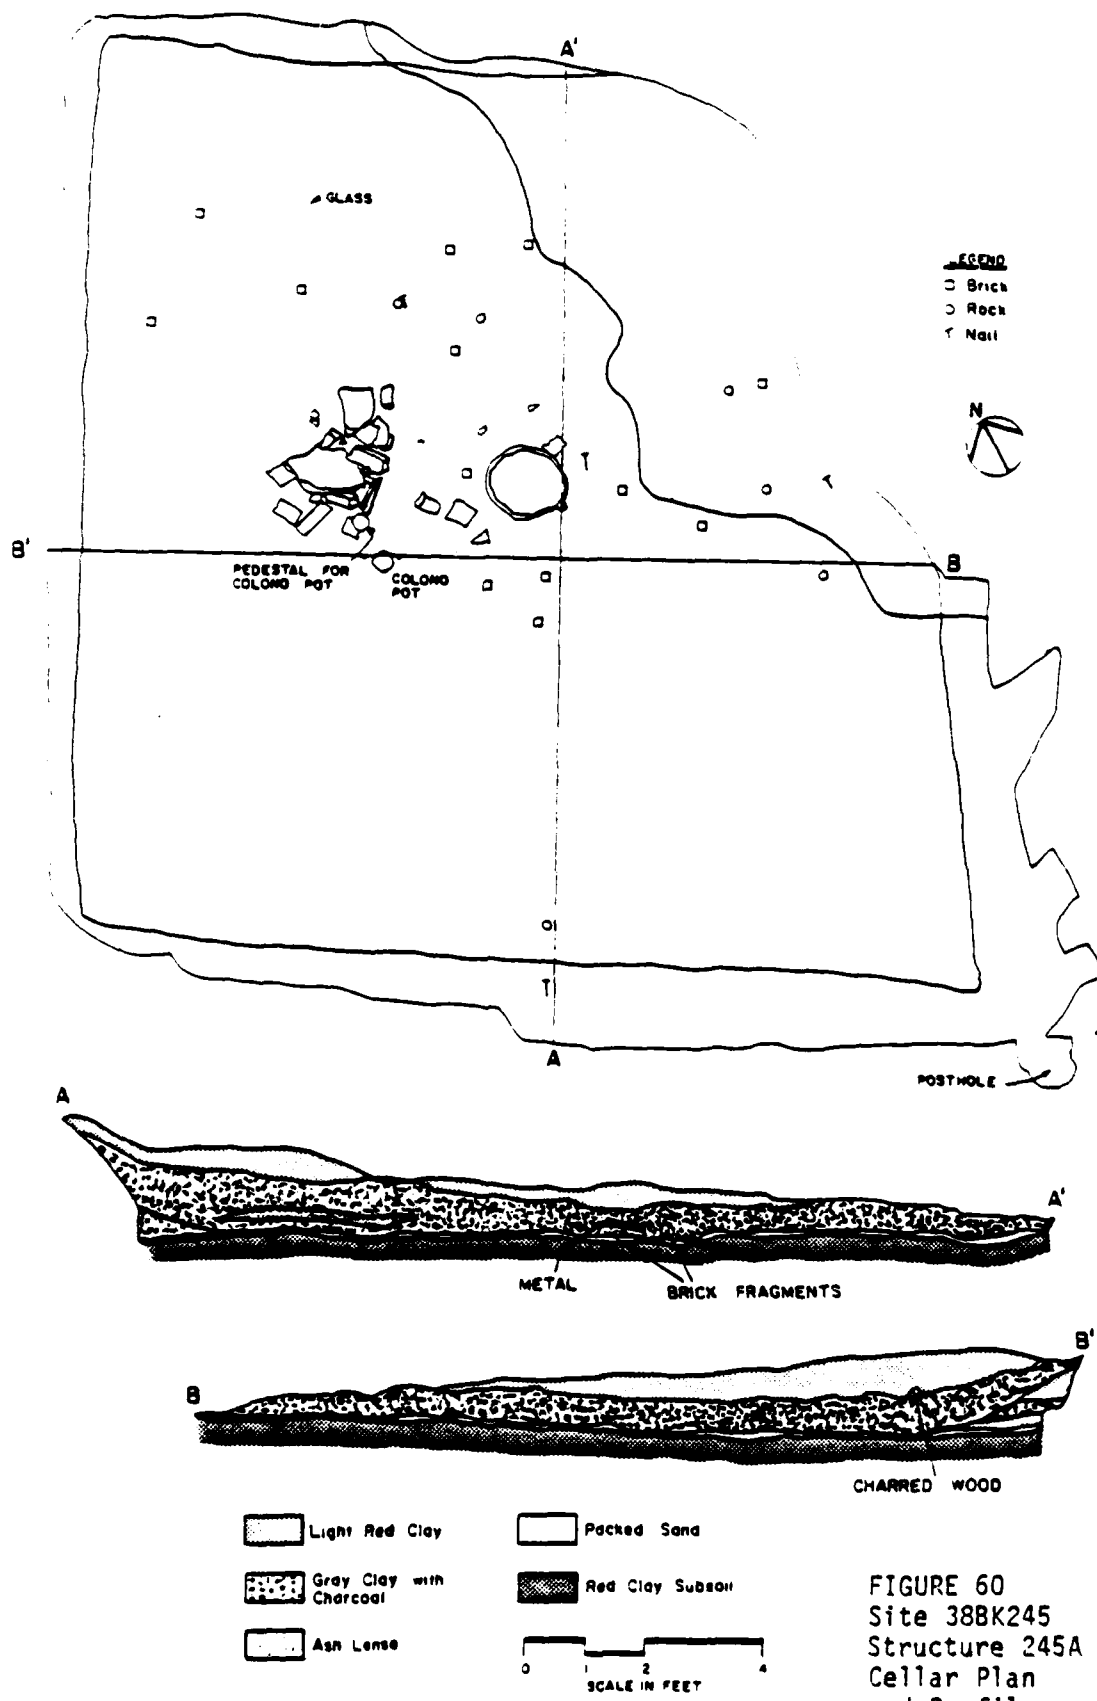 A'
GLASS
LEGEND
Brick
Rock
Nail
N
B'
B
PEDESTAL FOR
COLONO POT
COLONO
POT
A
POSTHOLE
A
A'
METAL
BRICK FRAGMENTS
B
B'
CHARRED WOOD
Light Red Clay
Packed Sand
Gray Clay with
Charcoal
Red Clay Subsoil
Ash Lense
0 1 2 4
SCALE IN FEET
FIGURE 60
Site 38BK245
Structure 245A
Cellar Plan